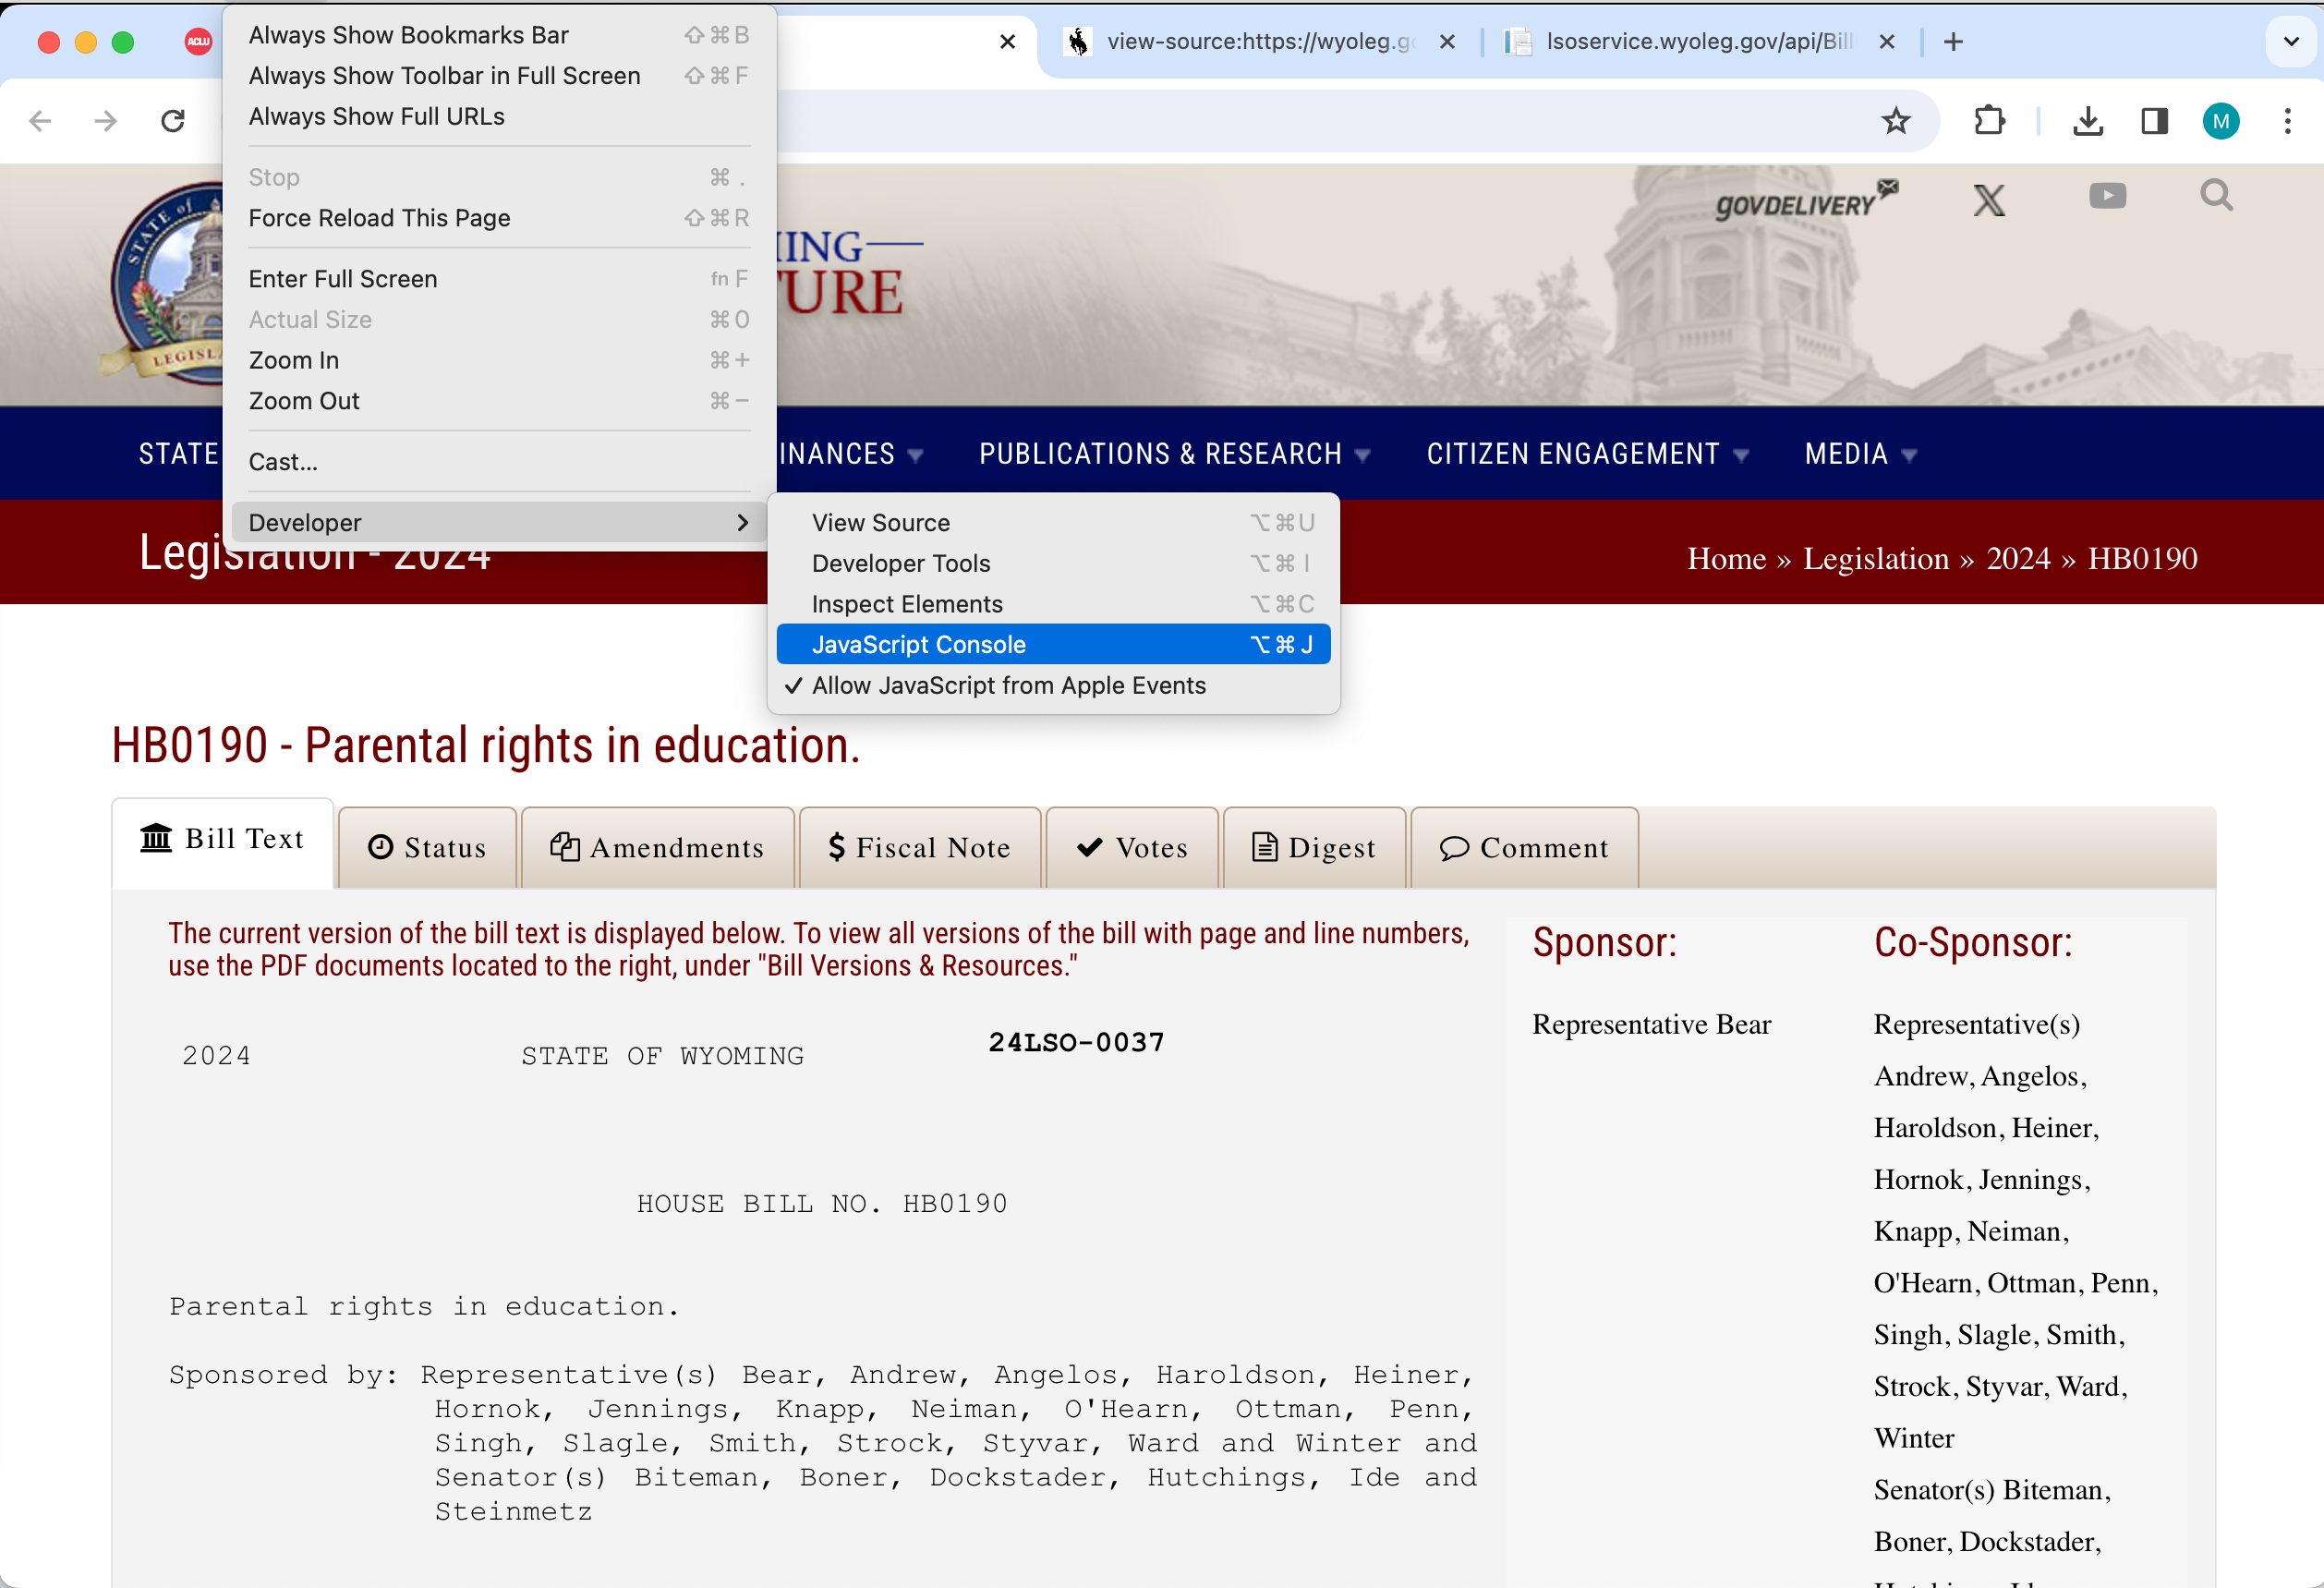 ACLU
view-source:https://wyoleg.g
lsoservice.wyoleg.gov/api/Bill
M
Always Show Bookmarks Bar ⇧⌘B
Always Show Toolbar in Full Screen ⇧⌘F
Always Show Full URLs
Stop ⌘.
Force Reload This Page ⇧⌘R
Enter Full Screen fn F
Actual Size ⌘0
Zoom In ⌘+
Zoom Out ⌘−
Cast...
Developer
View Source ⌥⌘U
Developer Tools ⌥⌘I
Inspect Elements ⌥⌘C
JavaScript Console ⌥⌘J
✓ Allow JavaScript from Apple Events
STATE of
LEGISL
ING
TURE
GOVDELIVERY
X
STATE INANCES PUBLICATIONS & RESEARCH CITIZEN ENGAGEMENT MEDIA
Legislation - 2024
Home » Legislation » 2024 » HB0190
HB0190 - Parental rights in education.
Bill Text Status Amendments $ Fiscal Note Votes Digest Comment
The current version of the bill text is displayed below. To view all versions of the bill with page and line numbers,
use the PDF documents located to the right, under "Bill Versions & Resources."
2024 STATE OF WYOMING 24LSO-0037
HOUSE BILL NO. HB0190
Parental rights in education.
Sponsored by: Representative(s) Bear, Andrew, Angelos, Haroldson, Heiner,
Hornok, Jennings, Knapp, Neiman, O'Hearn, Ottman, Penn,
Singh, Slagle, Smith, Strock, Styvar, Ward and Winter and
Senator(s) Biteman, Boner, Dockstader, Hutchings, Ide and
Steinmetz
Sponsor:
Representative Bear
Co-Sponsor:
Representative(s)
Andrew, Angelos,
Haroldson, Heiner,
Hornok, Jennings,
Knapp, Neiman,
O'Hearn, Ottman, Penn,
Singh, Slagle, Smith,
Strock, Styvar, Ward,
Winter
Senator(s) Biteman,
Boner, Dockstader,